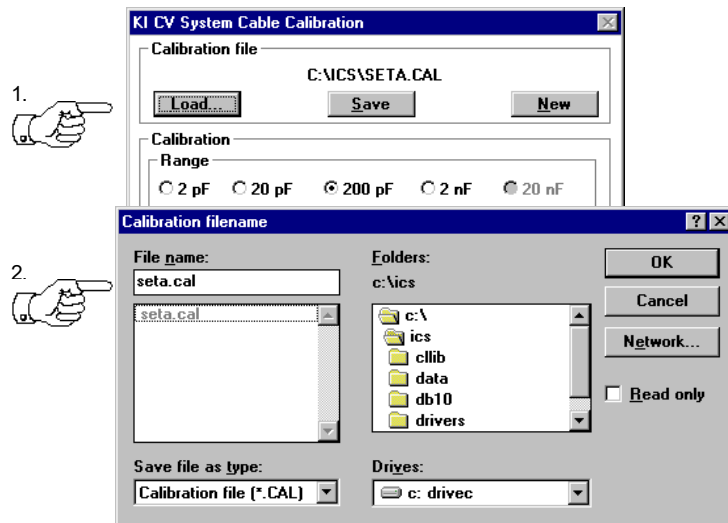 KI CV System Cable Calibration
Calibration file
C:\ICS\SETA.CAL
1.
Load... Save New
Calibration
Range
2 pF 20 pF 200 pF 2 nF 20 nF
Calibration filename
2.
File name:
seta.cal
seta.cal
Folders:
c:\ics
c:\
ics
cllib
data
db10
drivers
OK
Cancel
Network...
Read only
Save file as type:
Calibration file (*.CAL)
Drives:
c: drivec